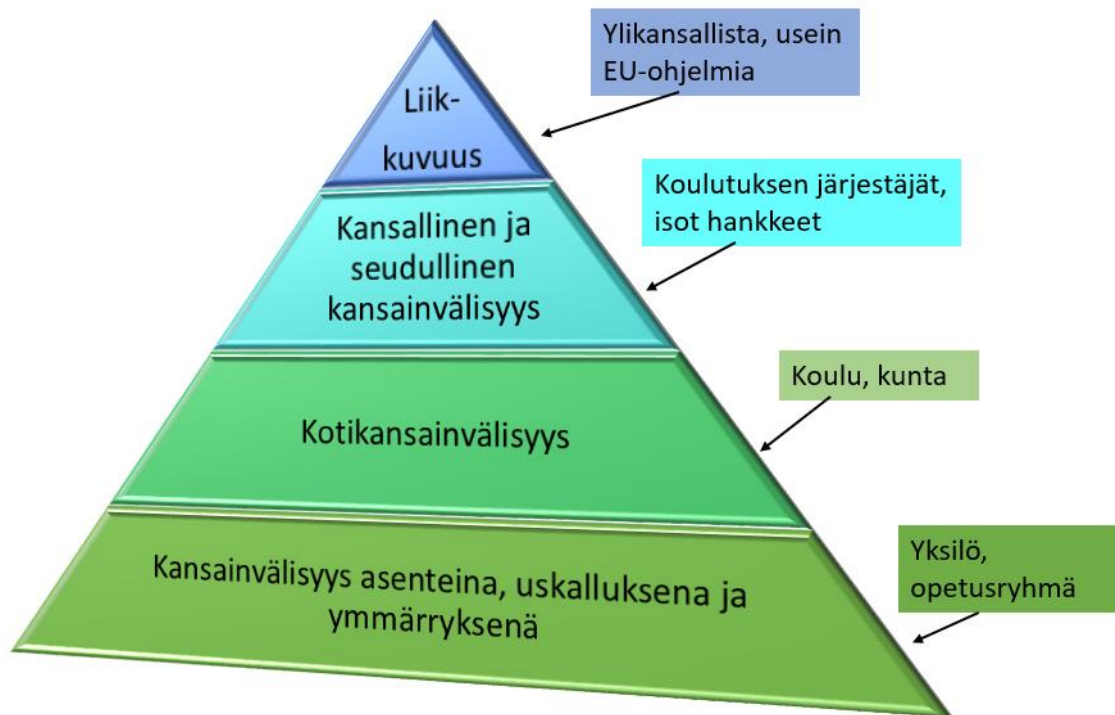 Ylikansallista, usein
EU-ohjelmia
Liik-
kuvuus
Koulutuksen järjestäjät,
isot hankkeet
Kansallinen ja
seudullinen
kansainvälisyys
Koulu, kunta
Kotikansainvälisyys
Yksilö,
opetusryhmä
Kansainvälisyys asenteina, uskalluksena ja
ymmärryksenä